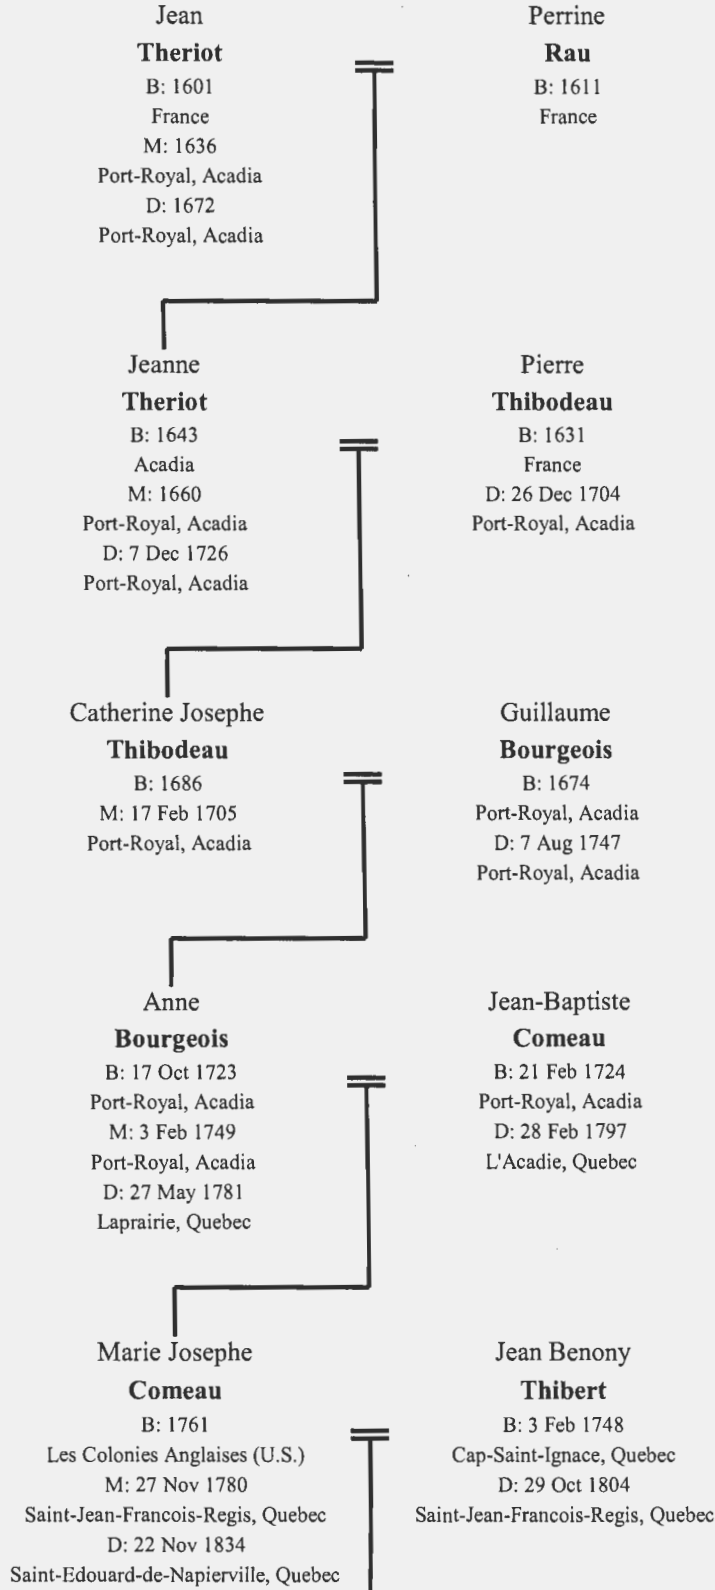 Jean
Theriot
B: 1601
France
M: 1636
Port-Royal, Acadia
D: 1672
Port-Royal, Acadia
Perrine
Rau
B: 1611
France
Jeanne
Theriot
B: 1643
Acadia
M: 1660
Port-Royal, Acadia
D: 7 Dec 1726
Port-Royal, Acadia
Pierre
Thibodeau
B: 1631
France
D: 26 Dec 1704
Port-Royal, Acadia
Catherine Josephe
Thibodeau
B: 1686
M: 17 Feb 1705
Port-Royal, Acadia
Guillaume
Bourgeois
B: 1674
Port-Royal, Acadia
D: 7 Aug 1747
Port-Royal, Acadia
Anne
Bourgeois
B: 17 Oct 1723
Port-Royal, Acadia
M: 3 Feb 1749
Port-Royal, Acadia
D: 27 May 1781
Laprairie, Quebec
Jean-Baptiste
Comeau
B: 21 Feb 1724
Port-Royal, Acadia
D: 28 Feb 1797
L'Acadie, Quebec
Marie Josephe
Comeau
B: 1761
Les Colonies Anglaises (U.S.)
M: 27 Nov 1780
Saint-Jean-Francois-Regis, Quebec
D: 22 Nov 1834
Saint-Edouard-de-Napierville, Quebec
Jean Benony
Thibert
B: 3 Feb 1748
Cap-Saint-Ignace, Quebec
D: 29 Oct 1804
Saint-Jean-Francois-Regis, Quebec